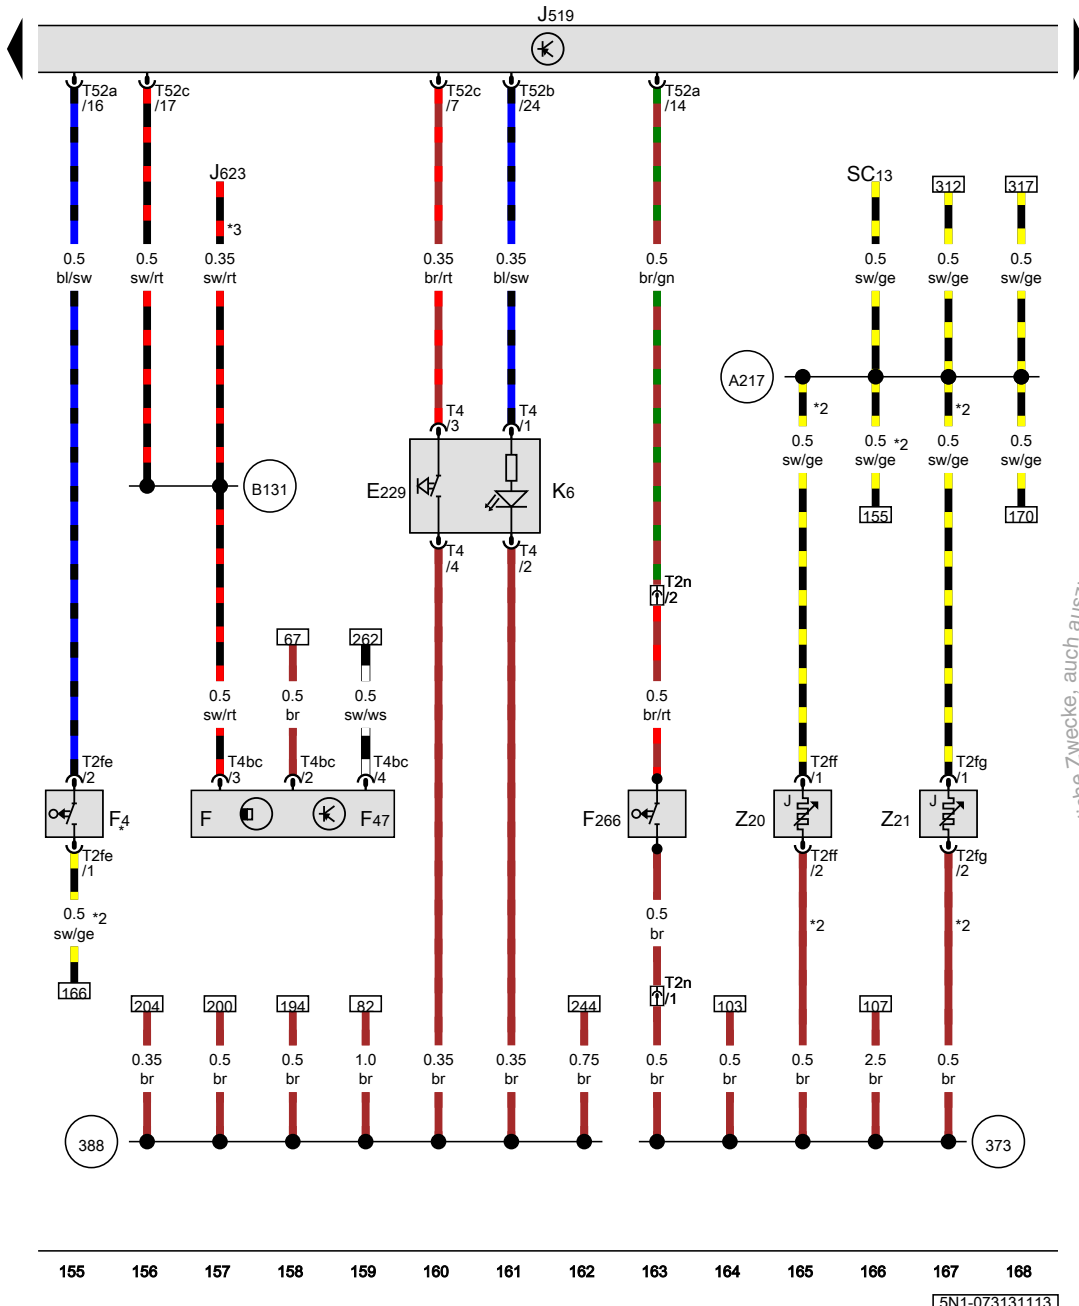 J519
T52a /16
T52c /17
T52c /7
T52b /24
T52a /14
J623
*3
SC13
312
317
0.5 bl/sw
0.5 sw/rt
0.35 sw/rt
0.35 br/rt
0.35 bl/sw
0.5 br/gn
0.5 sw/ge
0.5 sw/ge
0.5 sw/ge
A217
T4 /3
T4 /1
*2
*2
0.5 sw/ge
0.5 *2 sw/ge
0.5 sw/ge
0.5 sw/ge
B131
E229
K6
155
170
T4 /4
T4 /2
T2n /2
67
262
0.5 sw/rt
0.5 br
0.5 sw/ws
0.5 br/rt
T2fe /2
T4bc /3
T4bc /2
T4bc /4
T2ff /1
T2fg /1
F4 *
F
F47
F266
Z20
J
Z21
J
T2fe /1
T2ff /2
T2fg /2
0.5 *2 sw/ge
0.5 br
*2
*2
T2n /1
166
204
200
194
82
244
103
107
0.35 br
0.5 br
0.5 br
1.0 br
0.35 br
0.35 br
0.75 br
0.5 br
0.5 br
0.5 br
2.5 br
0.5 br
388
373
155 156 157 158 159 160 161 162 163 164 165 166 167 168
5N1-073131113
Zwecke, auch